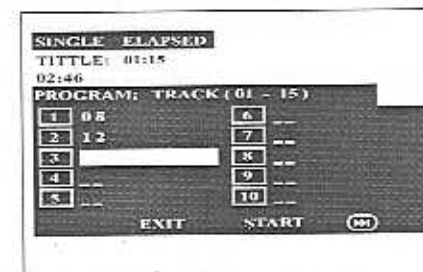 SINGLE ELAPSED
TITTLE: 01:15
02:46
PROGRAM: TRACK (01 - 15)
1 08 6 _ _
2 12 7 _ _
3 8 _ _
4 _ _ 9 _ _
5 _ _ 10 _ _
EXIT START